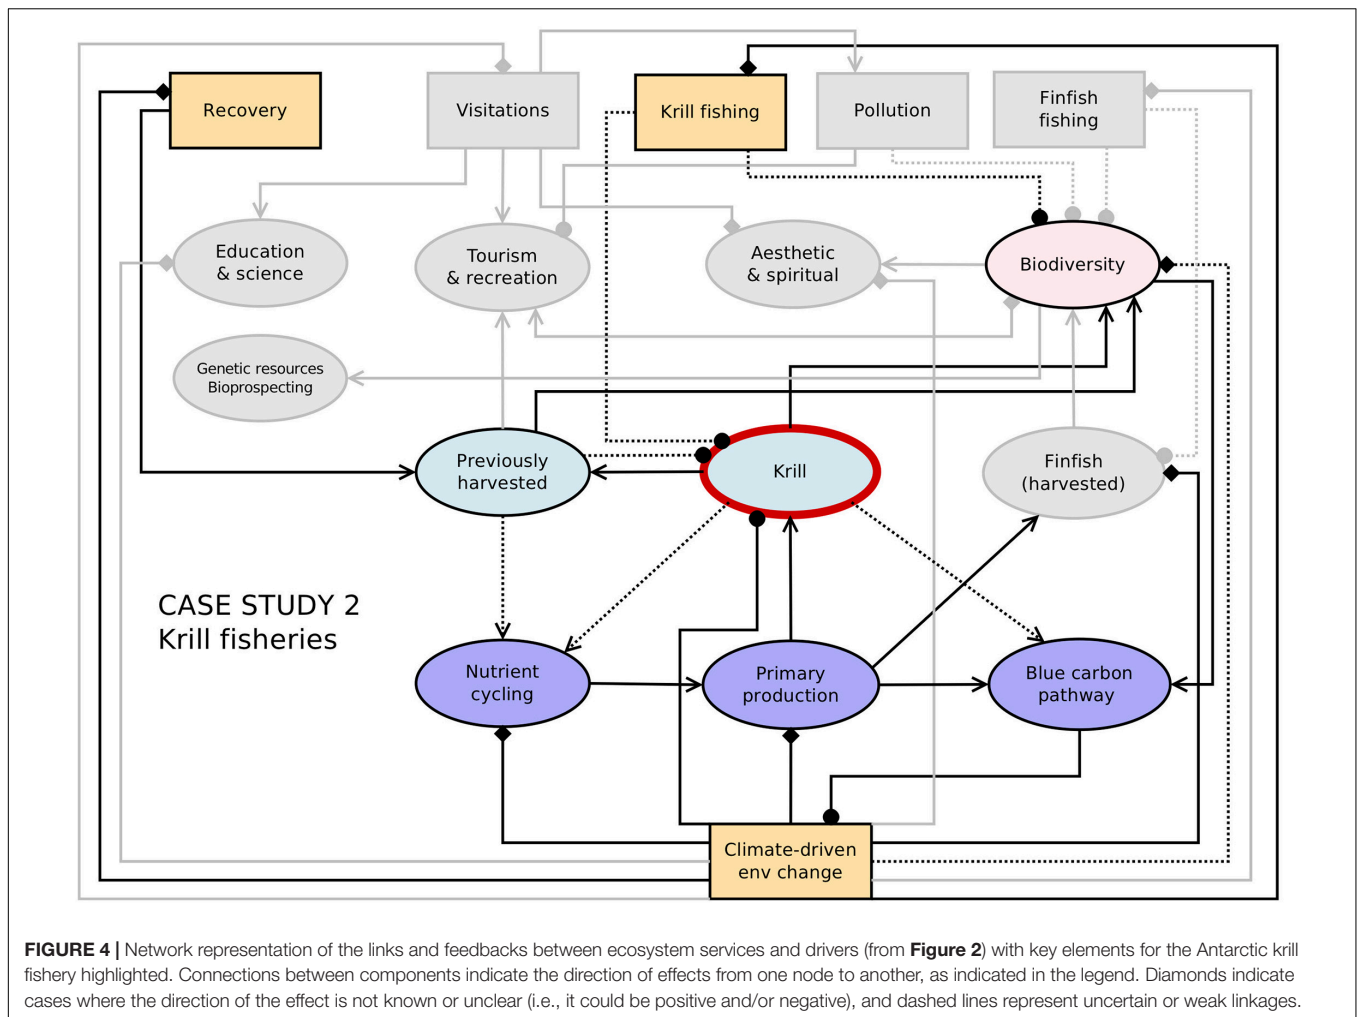 Recovery
Visitations
Krill fishing
Pollution
Finfish
fishing
Education
& science
Tourism
& recreation
Aesthetic
& spiritual
Biodiversity
Genetic resources
Bioprospecting
Previously
harvested
Krill
Finfish
(harvested)
CASE STUDY 2
Krill fisheries
Nutrient
cycling
Primary
production
Blue carbon
pathway
Climate-driven
env change
FIGURE 4 | Network representation of the links and feedbacks between ecosystem services and drivers (from Figure 2) with key elements for the Antarctic krill
fishery highlighted. Connections between components indicate the direction of effects from one node to another, as indicated in the legend. Diamonds indicate
cases where the direction of the effect is not known or unclear (i.e., it could be positive and/or negative), and dashed lines represent uncertain or weak linkages.